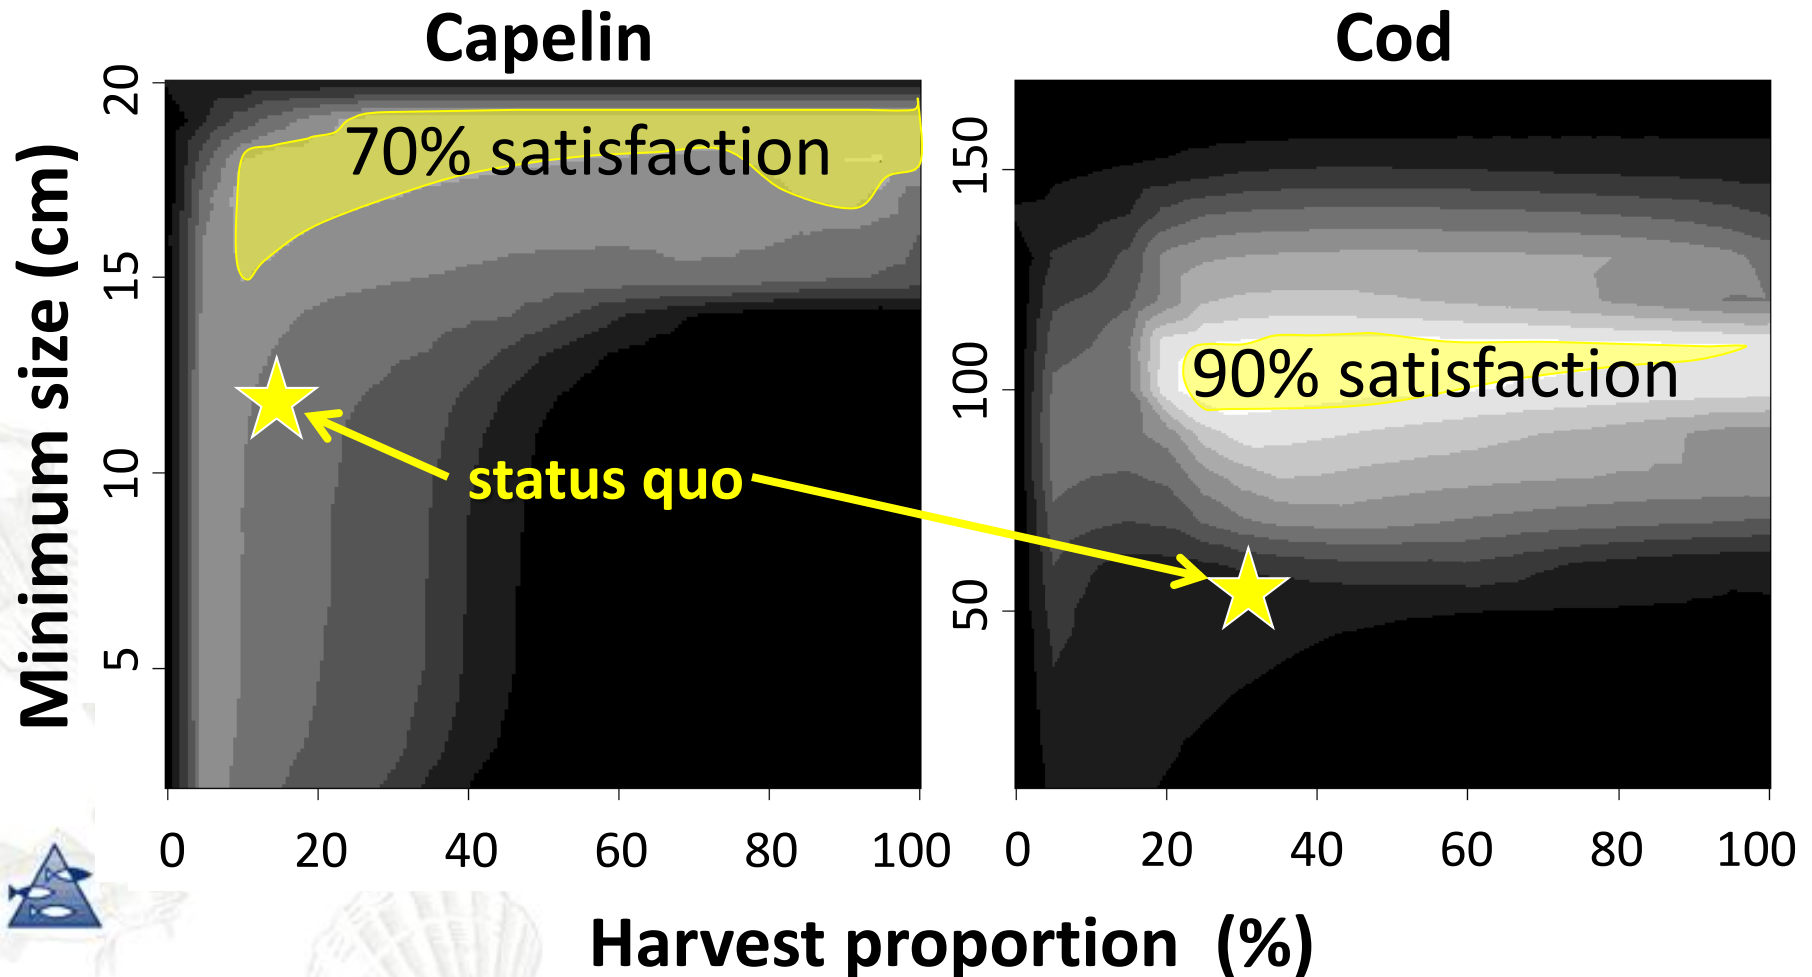 Capelin
Cod
Minimum size (cm)
20
15
10
5
70% satisfaction
150
100
50
90% satisfaction
status quo
0 20 40 60 80 100
0 20 40 60 80 100
Harvest proportion (%)